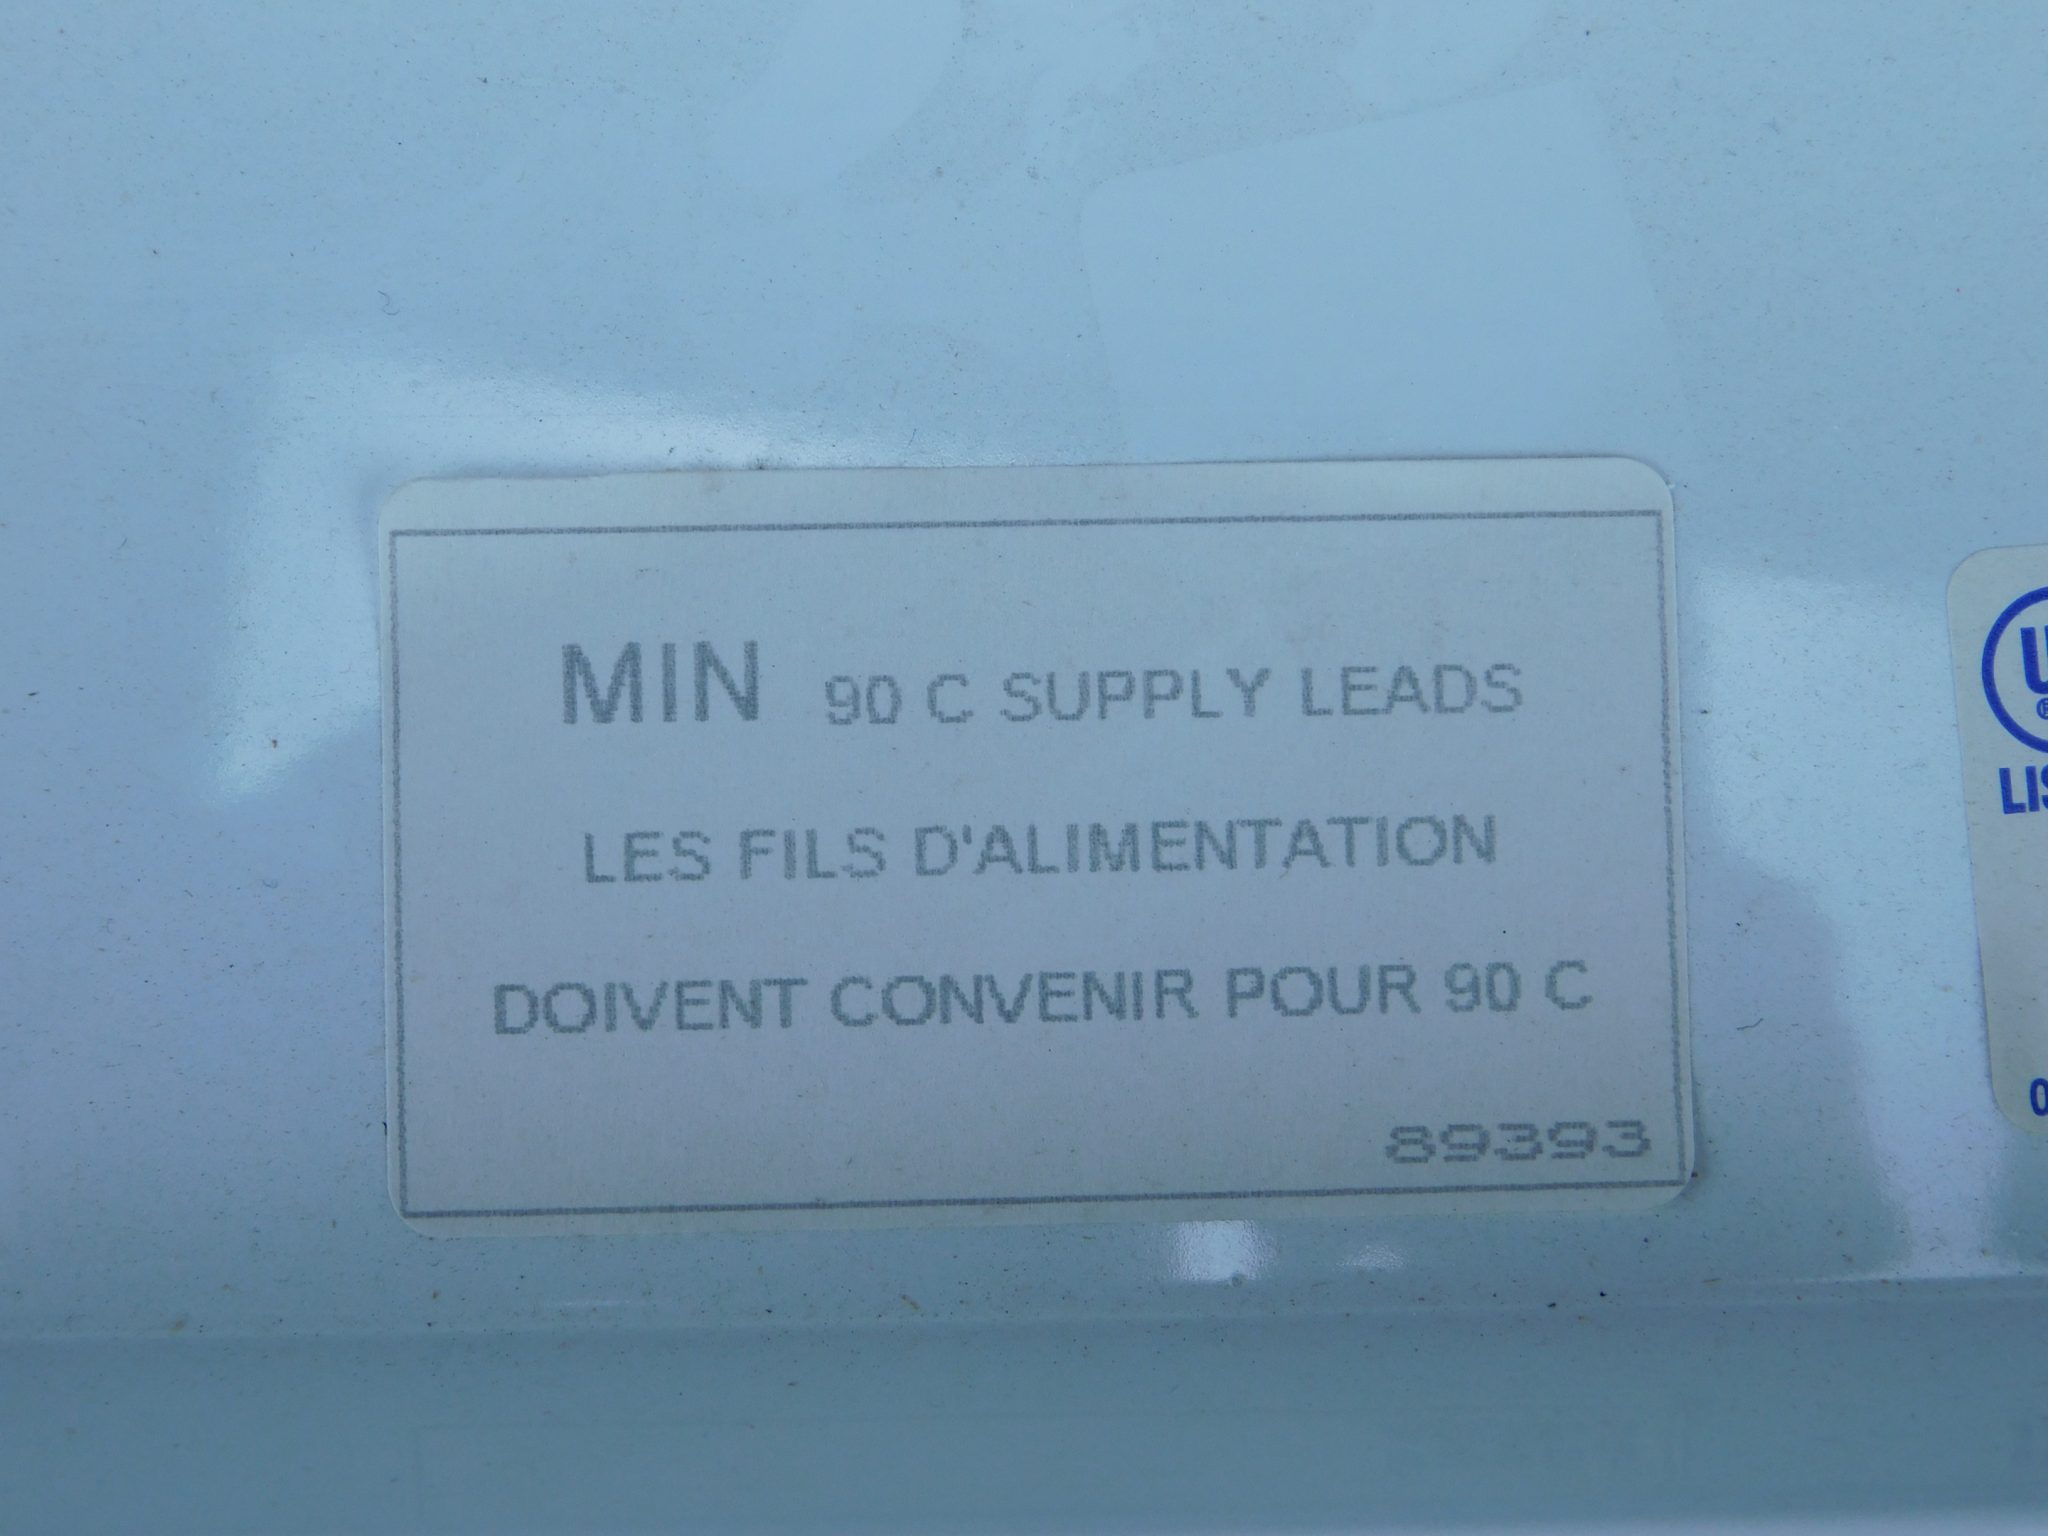 MIN 90 C SUPPLY LEADS
LES FILS D'ALIMENTATION
DOIVENT CONVENIR POUR 90 C
89393